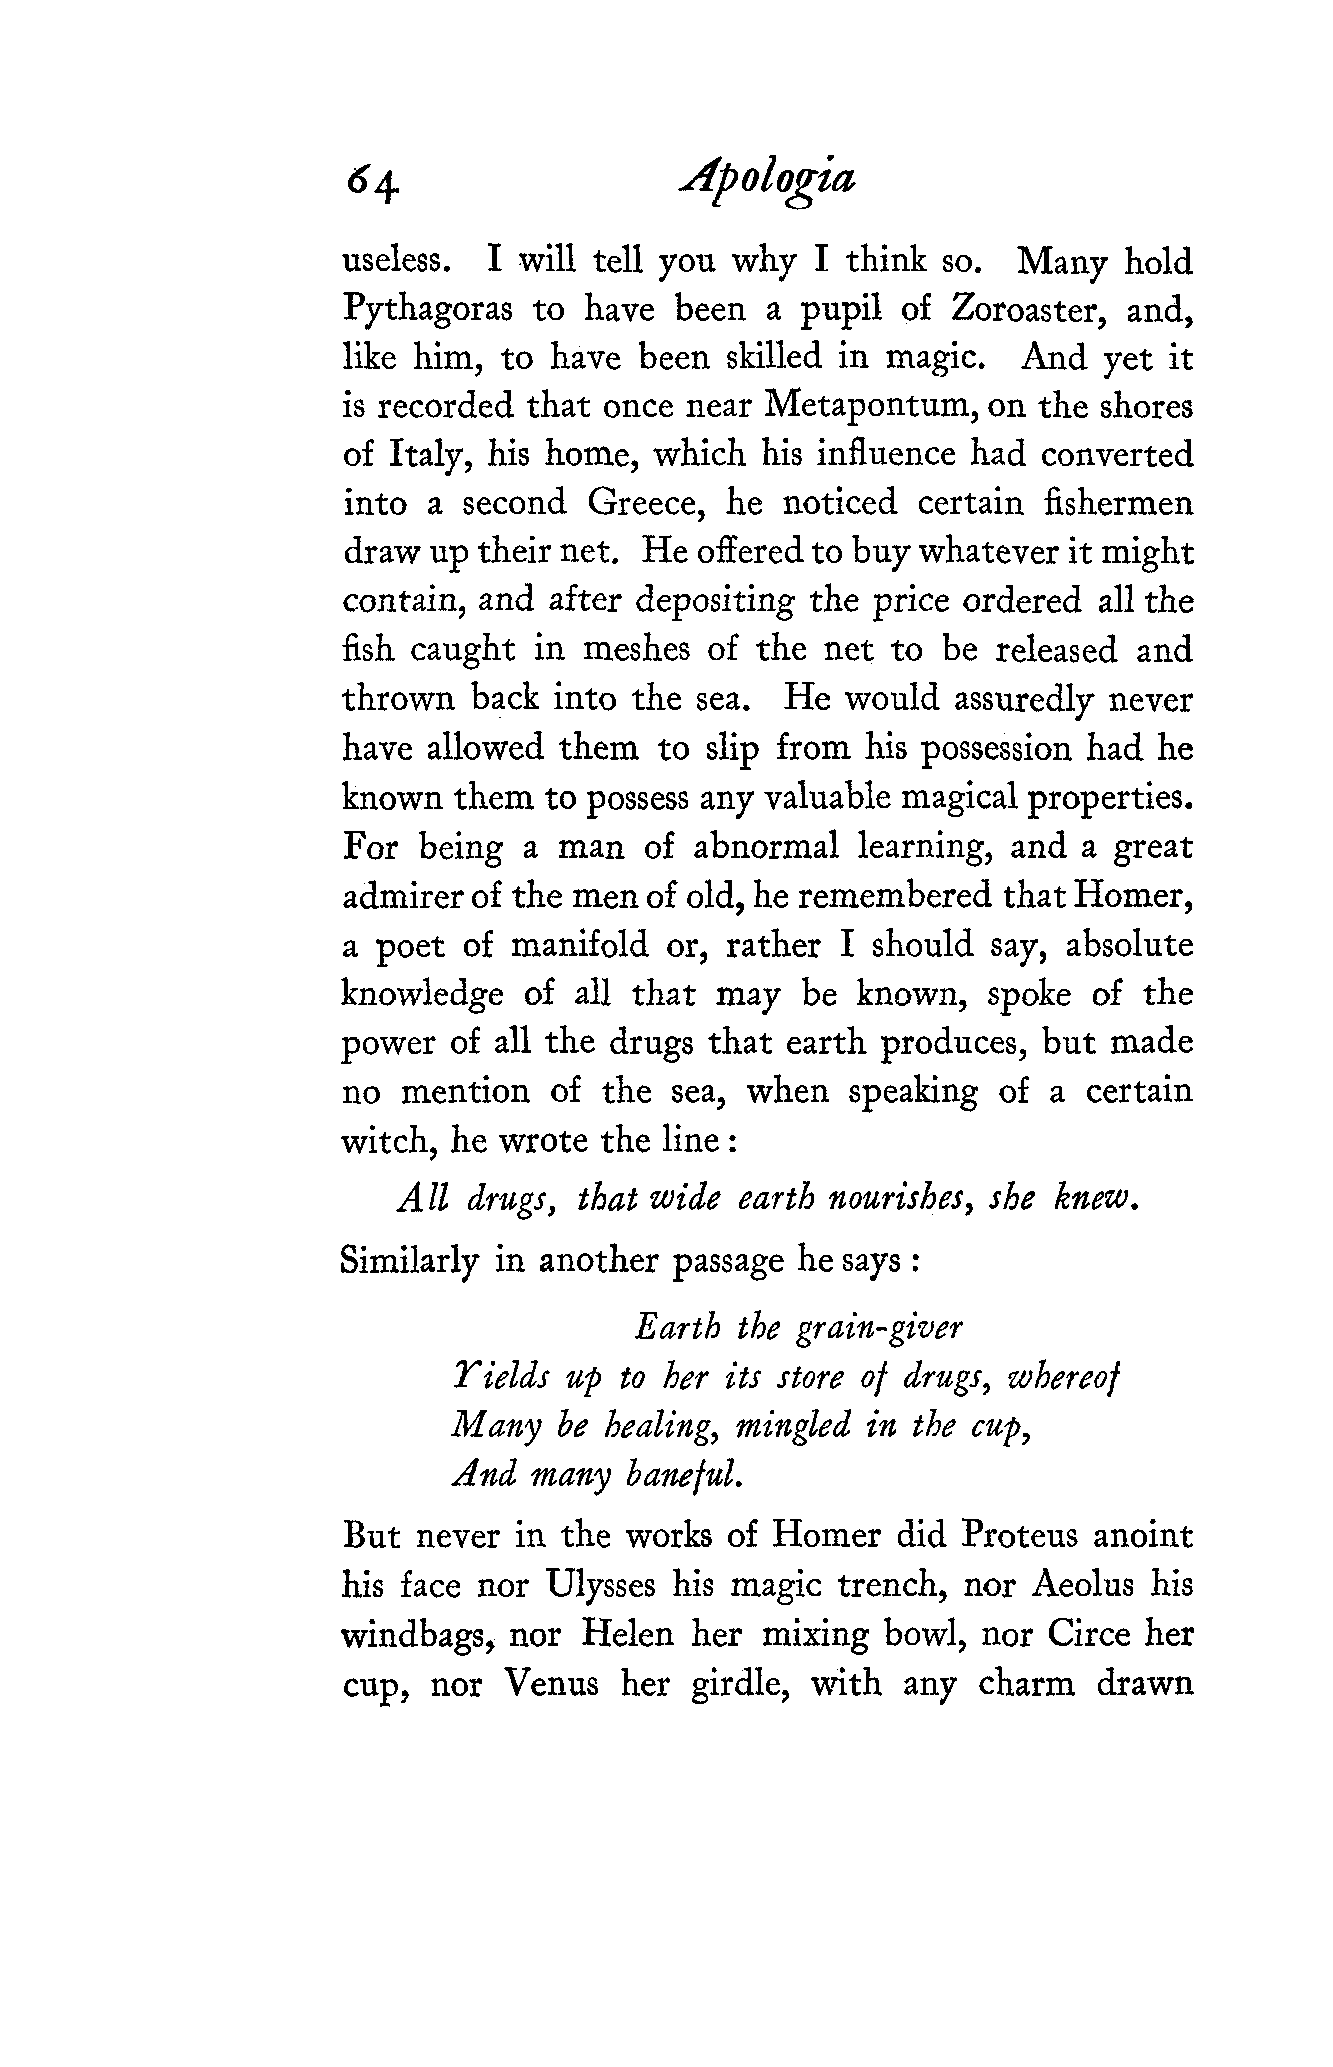 64 Apologia
useless. I will tell you why I think so. Many hold
Pythagoras to have been a pupil of Zoroaster, and,
like him, to have been skilled in magic. And yet it
is recorded that once near Metapontum, on the shores
of Italy, his home, which his influence had converted
into a second Greece, he noticed certain fishermen
draw up their net. He offered to buy whatever it might
contain, and after depositing the price ordered all the
fish caught in meshes of the net to be released and
thrown back into the sea. He would assuredly never
have allowed them to slip from his possession had he
known them to possess any valuable magical properties.
For being a man of abnormal learning, and a great
admirer of the men of old, he remembered that Homer,
a poet of manifold or, rather I should say, absolute
knowledge of all that may be known, spoke of the
power of all the drugs that earth produces, but made
no mention of the sea, when speaking of a certain
witch, he wrote the line :
All drugs, that wide earth nourishes, she knew.
Similarly in another passage he says :
Earth the grain-giver
Yields up to her its store of drugs, whereof
Many be healing, mingled in the cup,
And many baneful.
But never in the works of Homer did Proteus anoint
his face nor Ulysses his magic trench, nor Aeolus his
windbags, nor Helen her mixing bowl, nor Circe her
cup, nor Venus her girdle, with any charm drawn